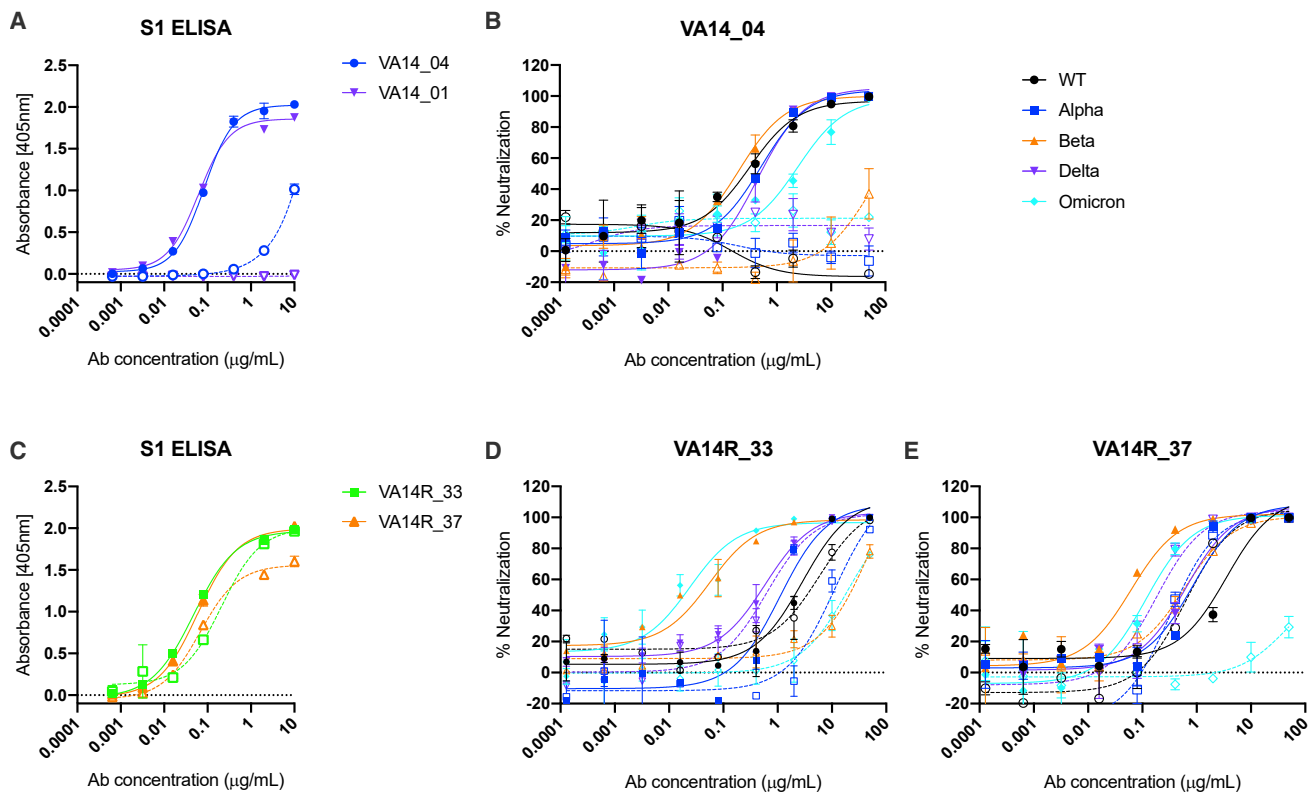 A
S1 ELISA
VA14_04
VA14_01
Absorbance [405nm]
2.5
2.0
1.5
1.0
0.5
0.0
0.0001
0.001
0.01
0.1
1
10
Ab concentration (μg/mL)
B
VA14_04
% Neutralization
120
100
80
60
40
20
0
-20
0.0001
0.001
0.01
0.1
1
10
100
Ab concentration (μg/mL)
WT
Alpha
Beta
Delta
Omicron
C
S1 ELISA
VA14R_33
VA14R_37
Absorbance [405nm]
2.5
2.0
1.5
1.0
0.5
0.0
0.0001
0.001
0.01
0.1
1
10
Ab concentration (μg/mL)
D
VA14R_33
% Neutralization
120
100
80
60
40
20
0
-20
0.0001
0.001
0.01
0.1
1
10
100
Ab concentration (μg/mL)
E
VA14R_37
% Neutralization
120
100
80
60
40
20
0
-20
0.0001
0.001
0.01
0.1
1
10
100
Ab concentration (μg/mL)